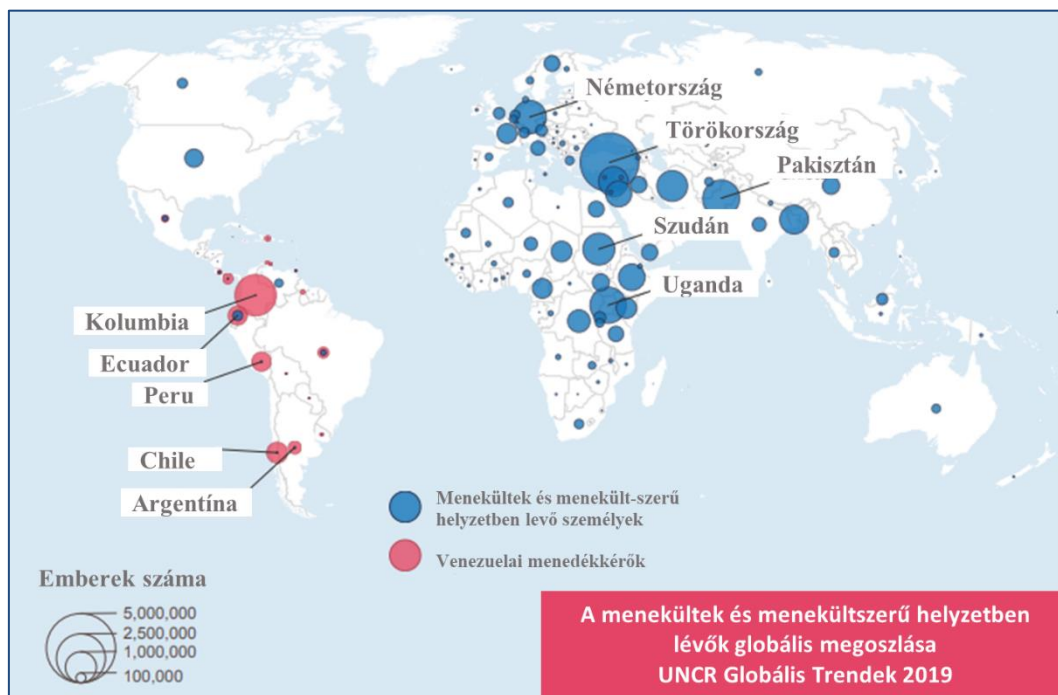 Németország
Törökország
Pakisztán
Szudán
Uganda
Kolumbia
Ecuador
Peru
Chile
Argentína
Menekültek és menekült-szerű
helyzetben levő személyek
Venezuelai menedékkérők
Emberek száma
5,000,000
2,500,000
1,000,000
100,000
A menekültek és menekültszerű helyzetben
lévők globális megoszlása
UNCR Globális Trendek 2019